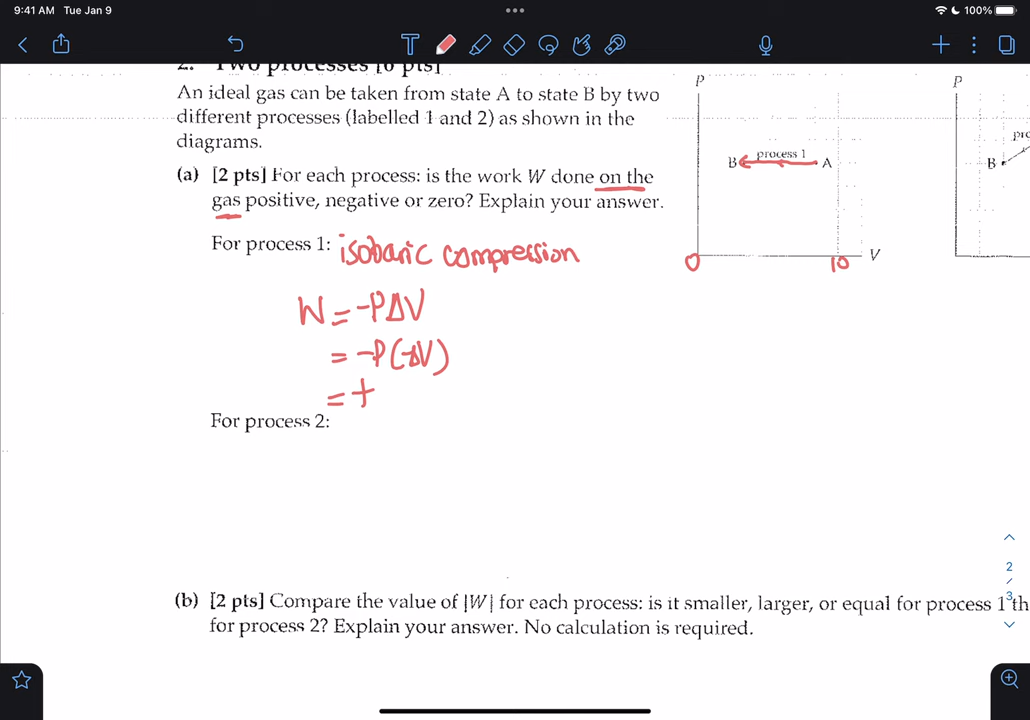 9:41 AM Tue Jan 9
100%
2. Two processes [6 pts]
An ideal gas can be taken from state A to state B by two
different processes (labelled 1 and 2) as shown in the
diagrams.
(a) [2 pts] For each process: is the work W done on the
gas positive, negative or zero? Explain your answer.
For process 1: isobaric compression
W = -PΔV
= -P(-ΔV)
= +
For process 2:
(b) [2 pts] Compare the value of |W| for each process: is it smaller, larger, or equal for process 1 th
for process 2? Explain your answer. No calculation is required.
P
process 1
B A
0 10 V
P
pro
B
2
/
3